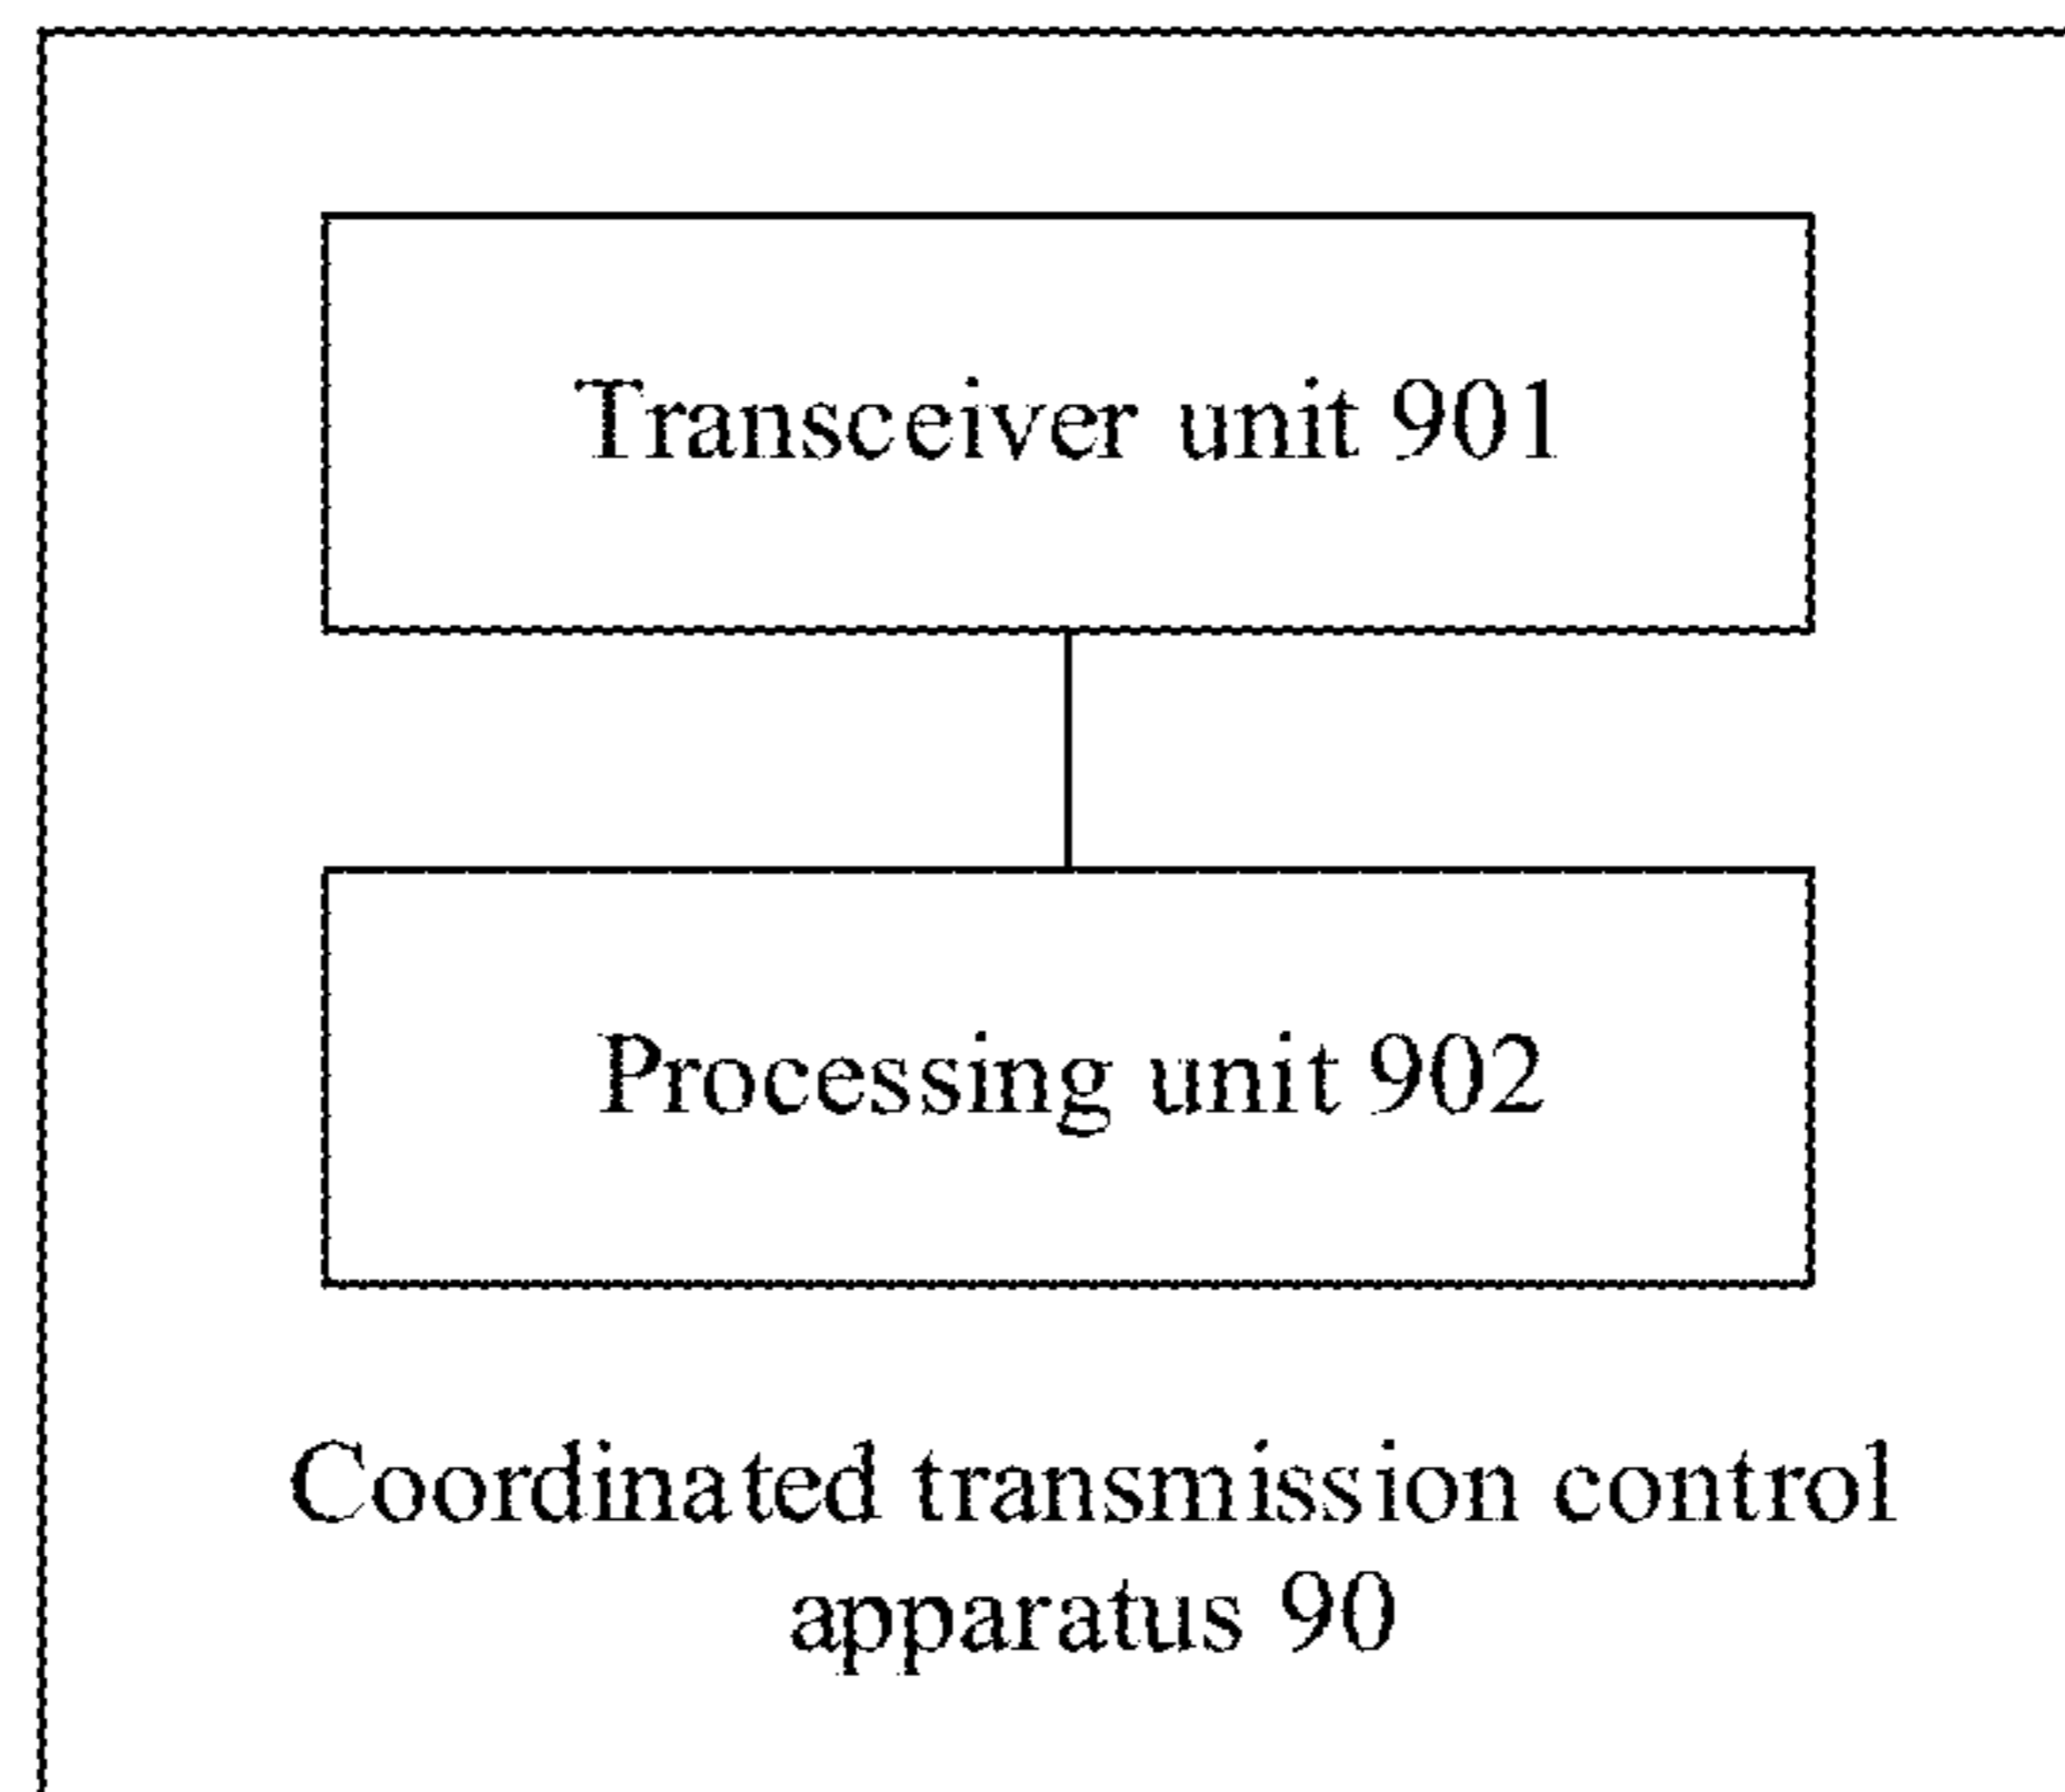 Transceiver unit 901
Processing unit 902
Coordinated transmission control
apparatus 90